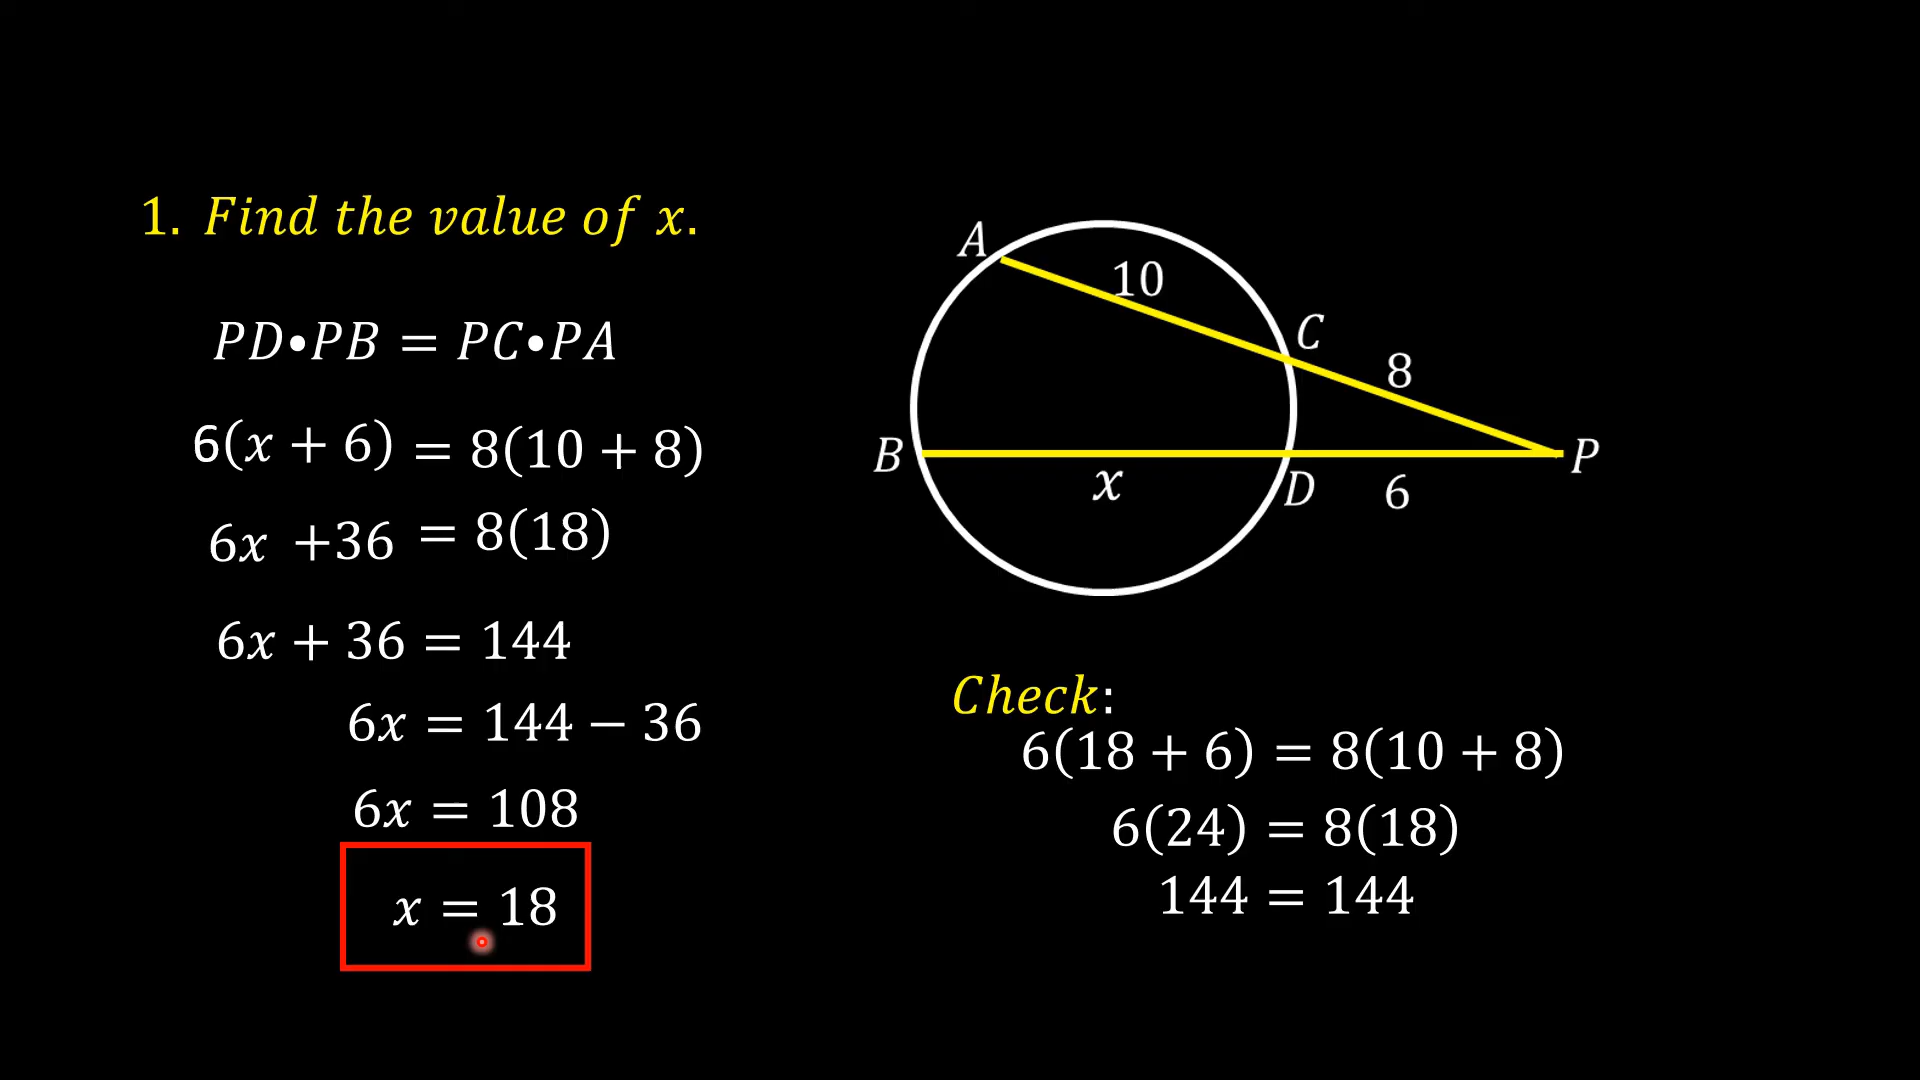 1. Find the value of x.
PD•PB = PC•PA
6(x + 6) = 8(10 + 8)
6x +36 = 8(18)
6x + 36 = 144
6x = 144 − 36
6x = 108
x = 18
A
10
C
8
B
P
x
D
6
Check:
6(18 + 6) = 8(10 + 8)
6(24) = 8(18)
144 = 144